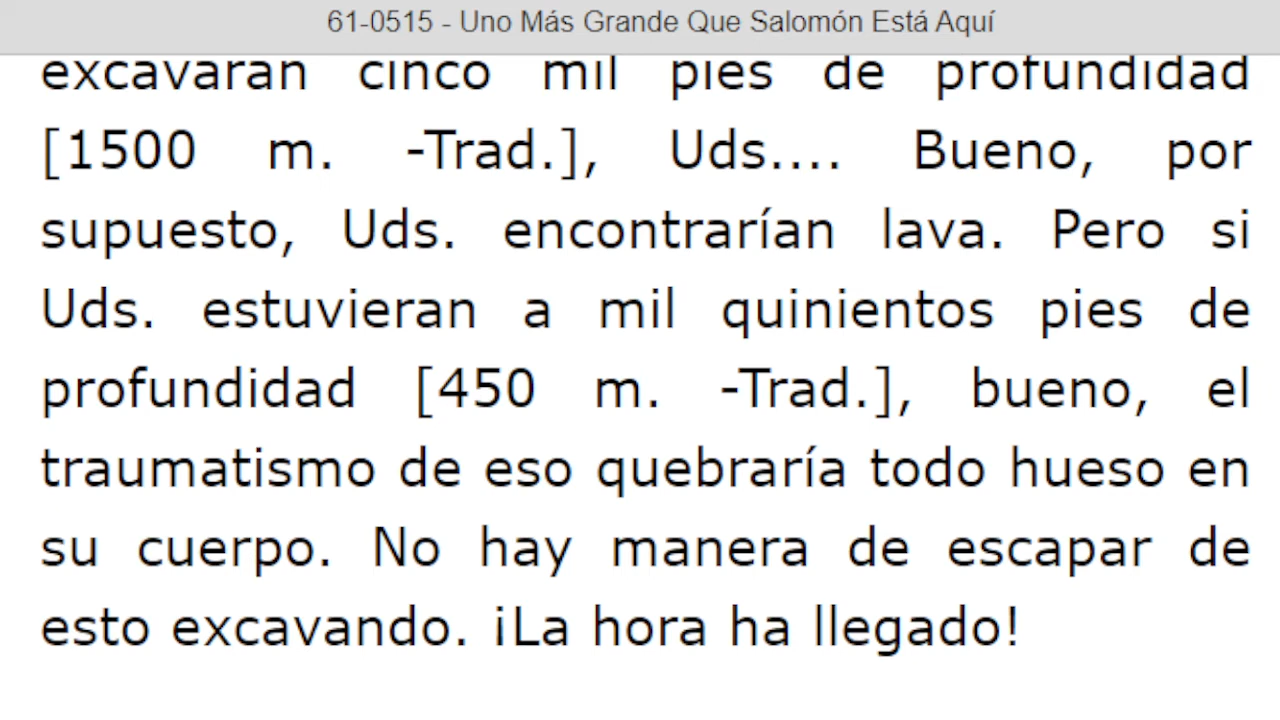 61-0515 - Uno Más Grande Que Salomón Está Aquí
excavaran cinco mil pies de profundidad
[1500 m. -Trad.], Uds.... Bueno, por
supuesto, Uds. encontrarían lava. Pero si
Uds. estuvieran a mil quinientos pies de
profundidad [450 m. -Trad.], bueno, el
traumatismo de eso quebraría todo hueso en
su cuerpo. No hay manera de escapar de
esto excavando. ¡La hora ha llegado!